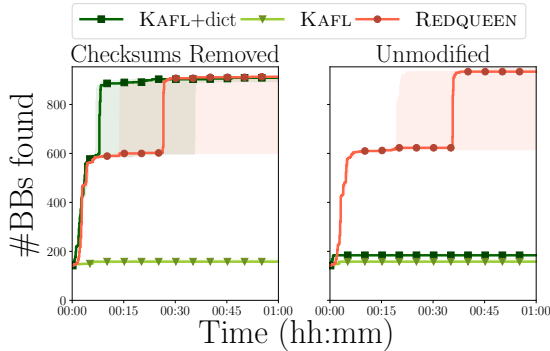 KAFL+dict KAFL REDQUEEN
Checksums Removed Unmodified
#BBs found
800
600
400
200
0
00:00 00:15 00:30 00:45 01:00 00:00 00:15 00:30 00:45 01:00
Time (hh:mm)